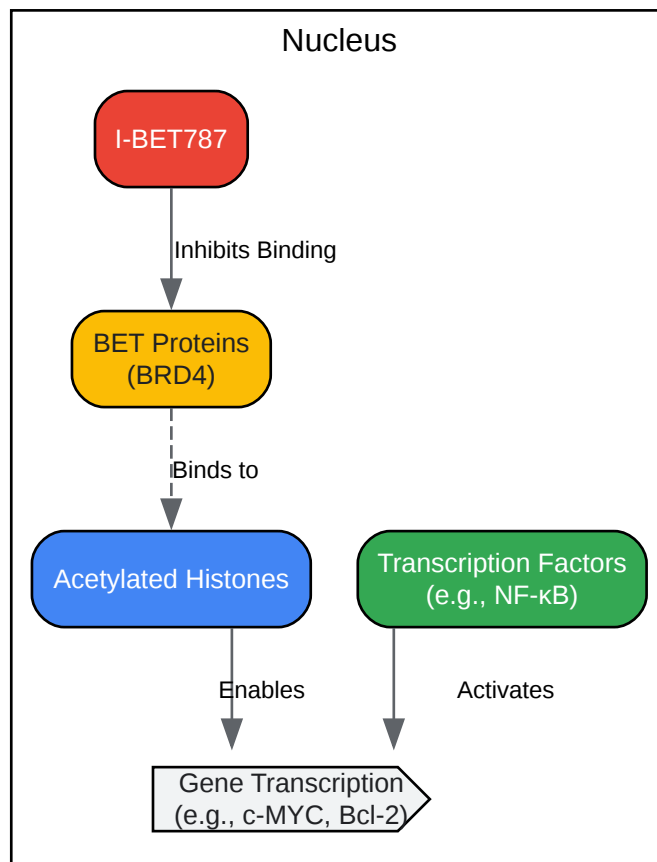 Nucleus
I-BET787
Inhibits Binding
BET Proteins
(BRD4)
Binds to
Acetylated Histones
Transcription Factors
(e.g., NF-κB)
Enables
Activates
Gene Transcription
(e.g., c-MYC, Bcl-2)